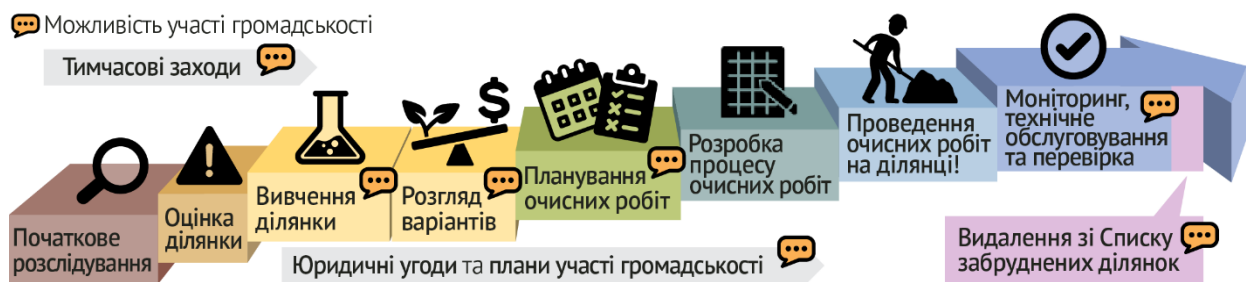 Можливість участі громадськості
Тимчасові заходи
Початкове
розслідування
Оцінка
ділянки
Вивчення
ділянки
Розгляд
варіантів
Планування
очисних робіт
Розробка
процесу
очисних робіт
Проведення
очисних робіт
на ділянці!
Моніторинг,
технічне
обслуговування
та перевірка
Юридичні угоди та плани участі громадськості
Видалення зі Списку
забруднених ділянок